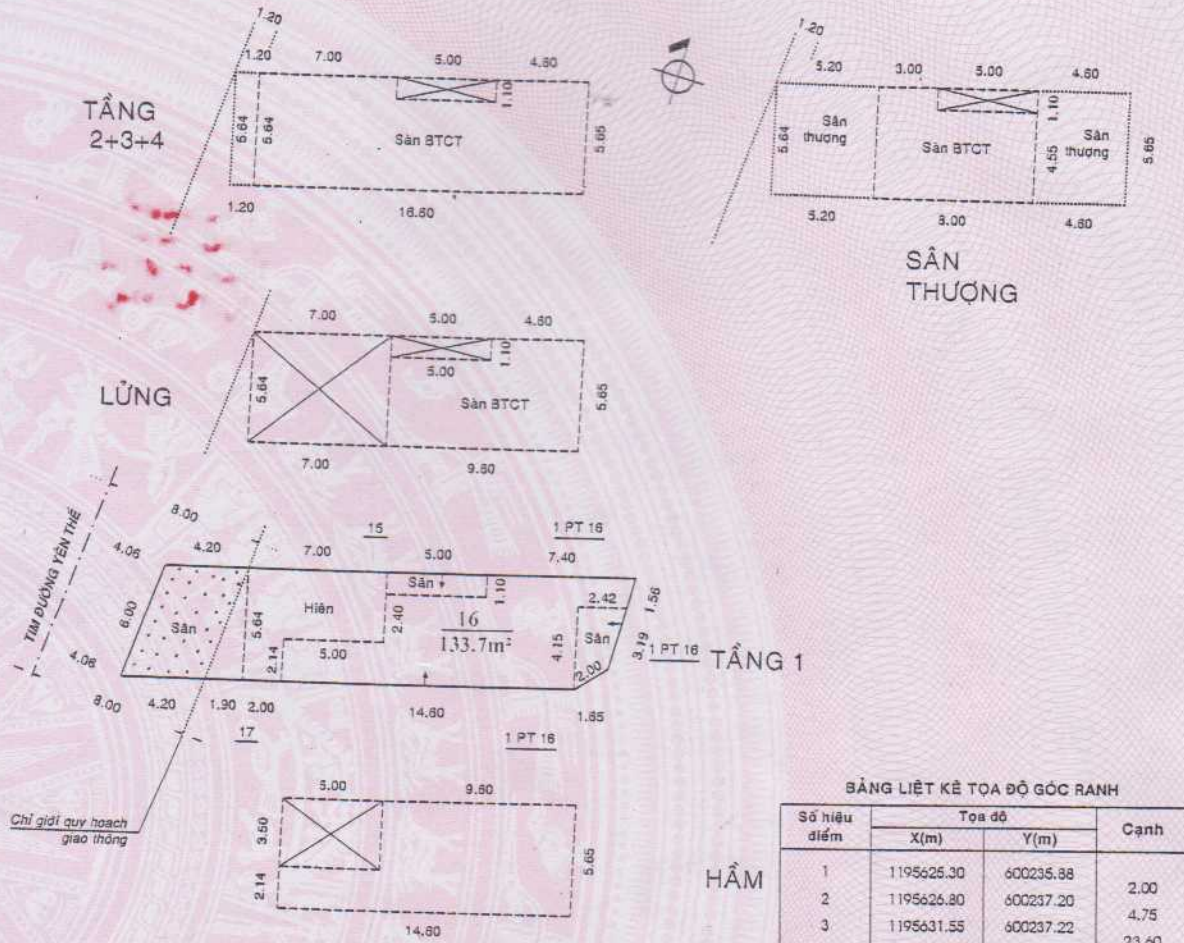 1.20
1.20 7.00 5.00 4.60
TẦNG
2+3+4
5.64 5.64 Sàn BTCT 1.10 5.65
1.20 16.60
1.20
5.20 3.00 5.00 4.60
5.64 Sân thượng Sàn BTCT 1.10 4.55 Sân thượng 5.65
5.20 8.00 4.60
SÂN
THƯỢNG
7.00 5.00 4.60
LỬNG
5.64 5.00 1.10 Sàn BTCT 5.65
7.00 9.60
TIM ĐƯỜNG YÊN THẾ
8.00 15 1 PT 16
4.06 4.20 7.00 5.00 7.40
6.00 Sân 5.64 Hiên Sân 1.10 2.42 1.56
2.40 16 4.15 Sân 3.19 1 PT 16 TẦNG 1
2.14 5.00 133.7m² 2.00
4.06
8.00 4.20 1.90 2.00 14.60 1.65
17 1 PT 16
Chỉ giới quy hoạch
giao thông
5.00 9.60
3.50
2.14 5.65
HẦM
14.60
BẢNG LIỆT KÊ TỌA ĐỘ GÓC RANH
Số hiệu điểm Tọa độ Cạnh
X(m) Y(m)
1 1195625.30 600235.88
2.00
2 1195626.80 600237.20
4.75
3 1195631.55 600237.22
23.60